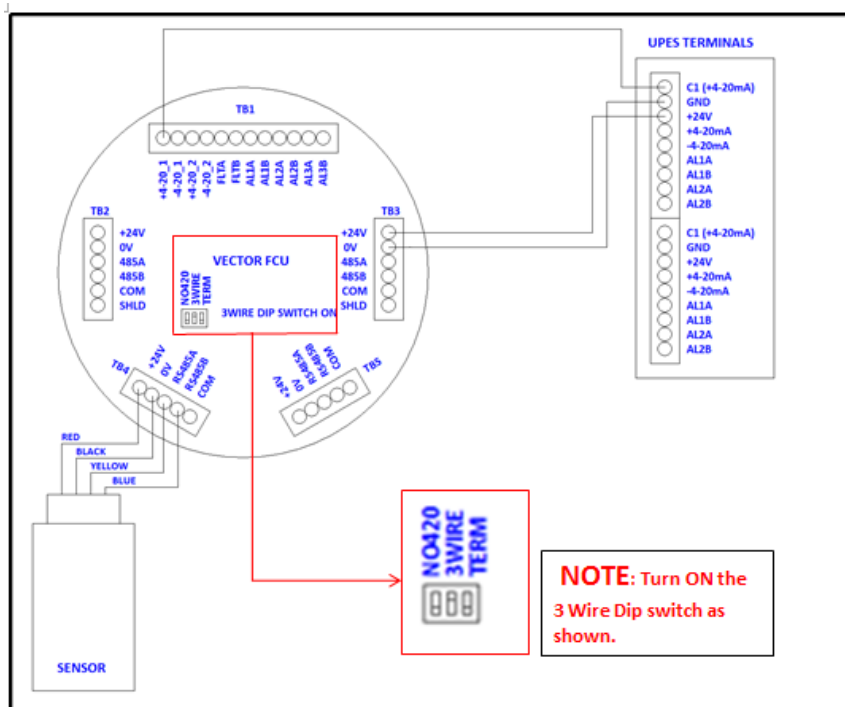 UPES TERMINALS
C1 (+4-20mA)
GND
+24V
+4-20mA
-4-20mA
AL1A
AL1B
AL2A
AL2B
C1 (+4-20mA)
GND
+24V
+4-20mA
-4-20mA
AL1A
AL1B
AL2A
AL2B
TB1
+4-20_1
-4-20_1
+4-20_2
-4-20_2
FLTA
FLTB
AL1A
AL1B
AL2A
AL2B
AL3A
AL3B
TB2
+24V
0V
485A
485B
COM
SHLD
TB3
+24V
0V
485A
485B
COM
SHLD
VECTOR FCU
NO420
3WIRE
TERM
3WIRE DIP SWITCH ON
TB4
+24V
0V
RS485A
RS485B
COM
TB5
+24V
0V
RS485A
RS485B
COM
RED
BLACK
YELLOW
BLUE
SENSOR
NO420
3WIRE
TERM
NOTE: Turn ON the
3 Wire Dip switch as
shown.